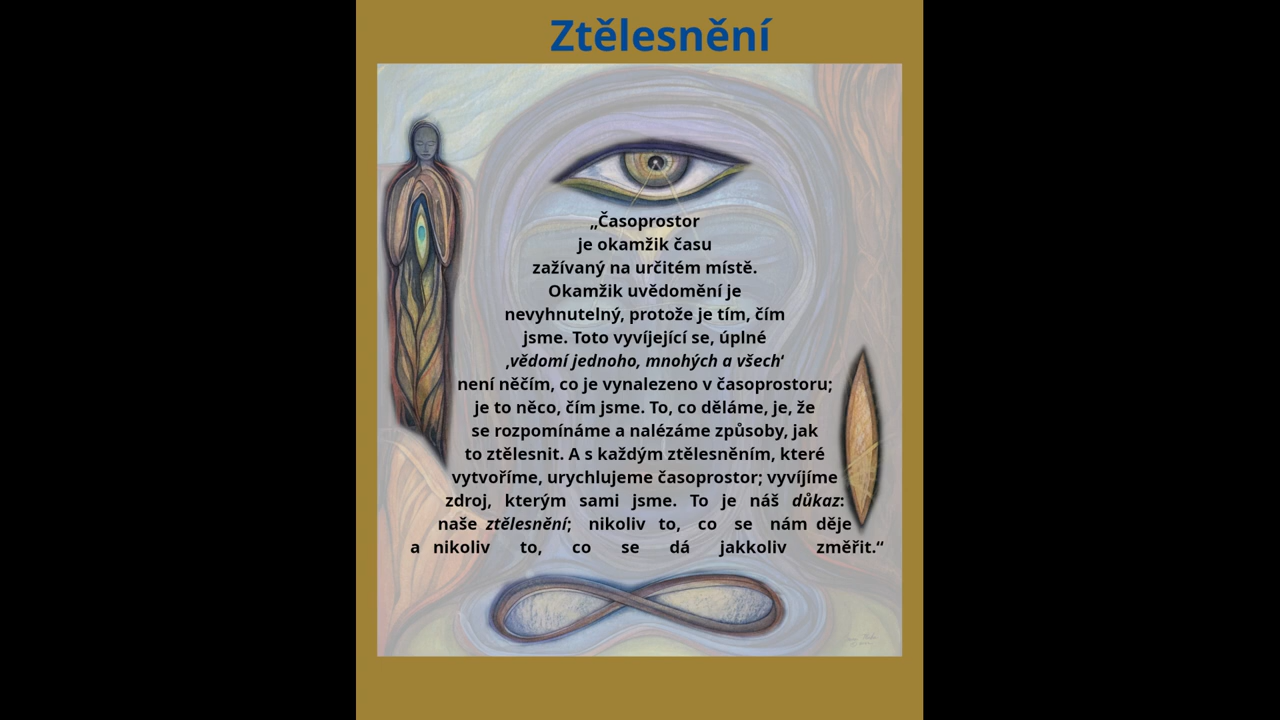 Ztělesnění
„Časoprostor
je okamžik času
zažívaný na určitém místě.
Okamžik uvědomění je
nevyhnutelný, protože je tím, čím
jsme. Toto vyvíjející se, úplné
‚vědomí jednoho, mnohých a všech‘
není něčím, co je vynalezeno v časoprostoru;
je to něco, čím jsme. To, co děláme, je, že
se rozpomínáme a nalézáme způsoby, jak
to ztělesnit. A s každým ztělesněním, které
vytvoříme, urychlujeme časoprostor; vyvíjíme
zdroj, kterým sami jsme. To je náš důkaz:
naše ztělesnění; nikoliv to, co se nám děje
a nikoliv to, co se dá jakkoliv změřit.“